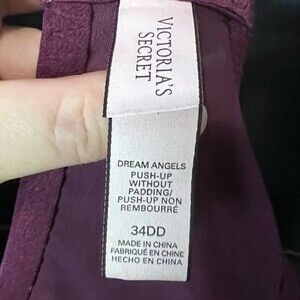 VICTORIA'S
SECRET
DREAM ANGELS
PUSH-UP
WITHOUT
PADDING/
PUSH-UP NON
REMBOURRÉ
34DD
MADE IN CHINA
FABRIQUÉ EN CHINE
HECHO EN CHINA